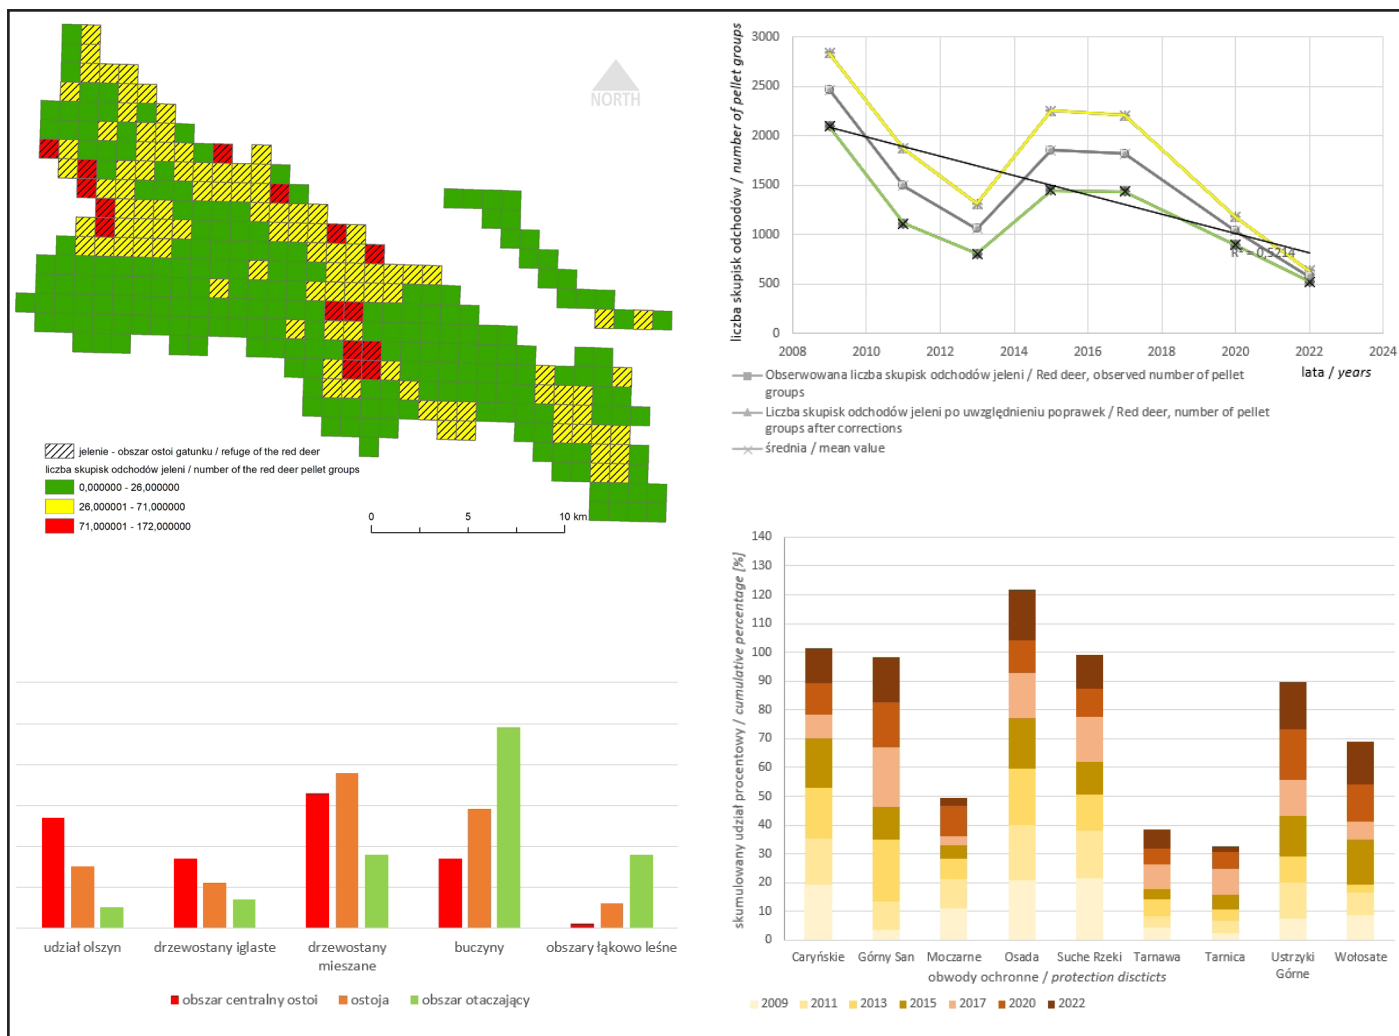 NORTH
jelenie - obszar ostoi gatunku / refuge of the red deer
liczba skupisk odchodów jeleni / number of the red deer pellet groups
0,000000 - 26,000000
26,000001 - 71,000000
71,000001 - 172,000000
0 5 10 km
liczba skupisk odchodów / number of pellet groups
3000
2500
2000
1500
1000
500
0
R² = 0,5214
2008 2010 2012 2014 2016 2018 2020 2022 2024
lata / years
Obserwowana liczba skupisk odchodów jeleni / Red deer, observed number of pellet
groups
Liczba skupisk odchodów jeleni po uwzględnieniu poprawek / Red deer, number of pellet
groups after corrections
średnia / mean value
udział olszyn drzewostany iglaste drzewostany buczyny obszary łąkowo leśne
mieszane
obszar centralny ostoi ostoja obszar otaczający
skumulowany udział procentowy / cumulative percentage [%]
140
130
120
110
100
90
80
70
60
50
40
30
20
10
0
Caryńskie Górny San Moczarne Osada Suche Rzeki Tarnawa Tarnica Ustrzyki Wołosate
Górne
obwody ochronne / protection discticts
2009 2011 2013 2015 2017 2020 2022